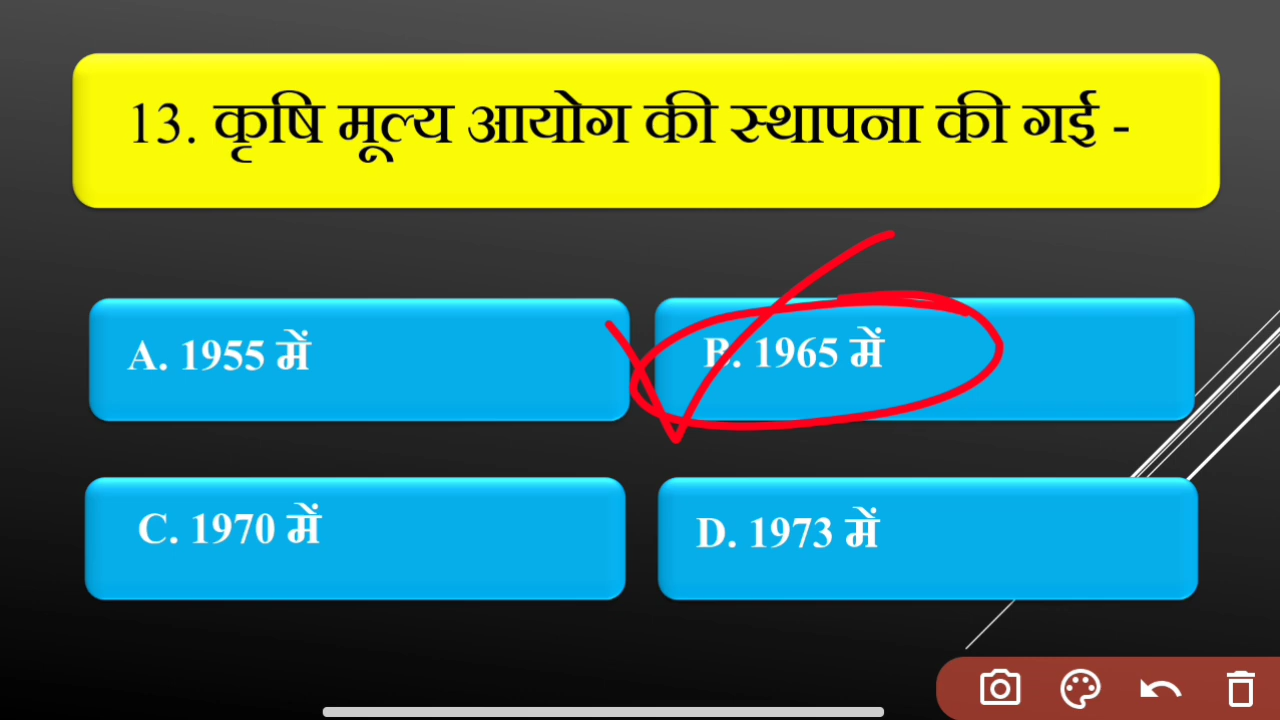 13. कृषि मूल्य आयोग की स्थापना की गई -
A. 1955 में
B. 1965 में
C. 1970 में
D. 1973 में